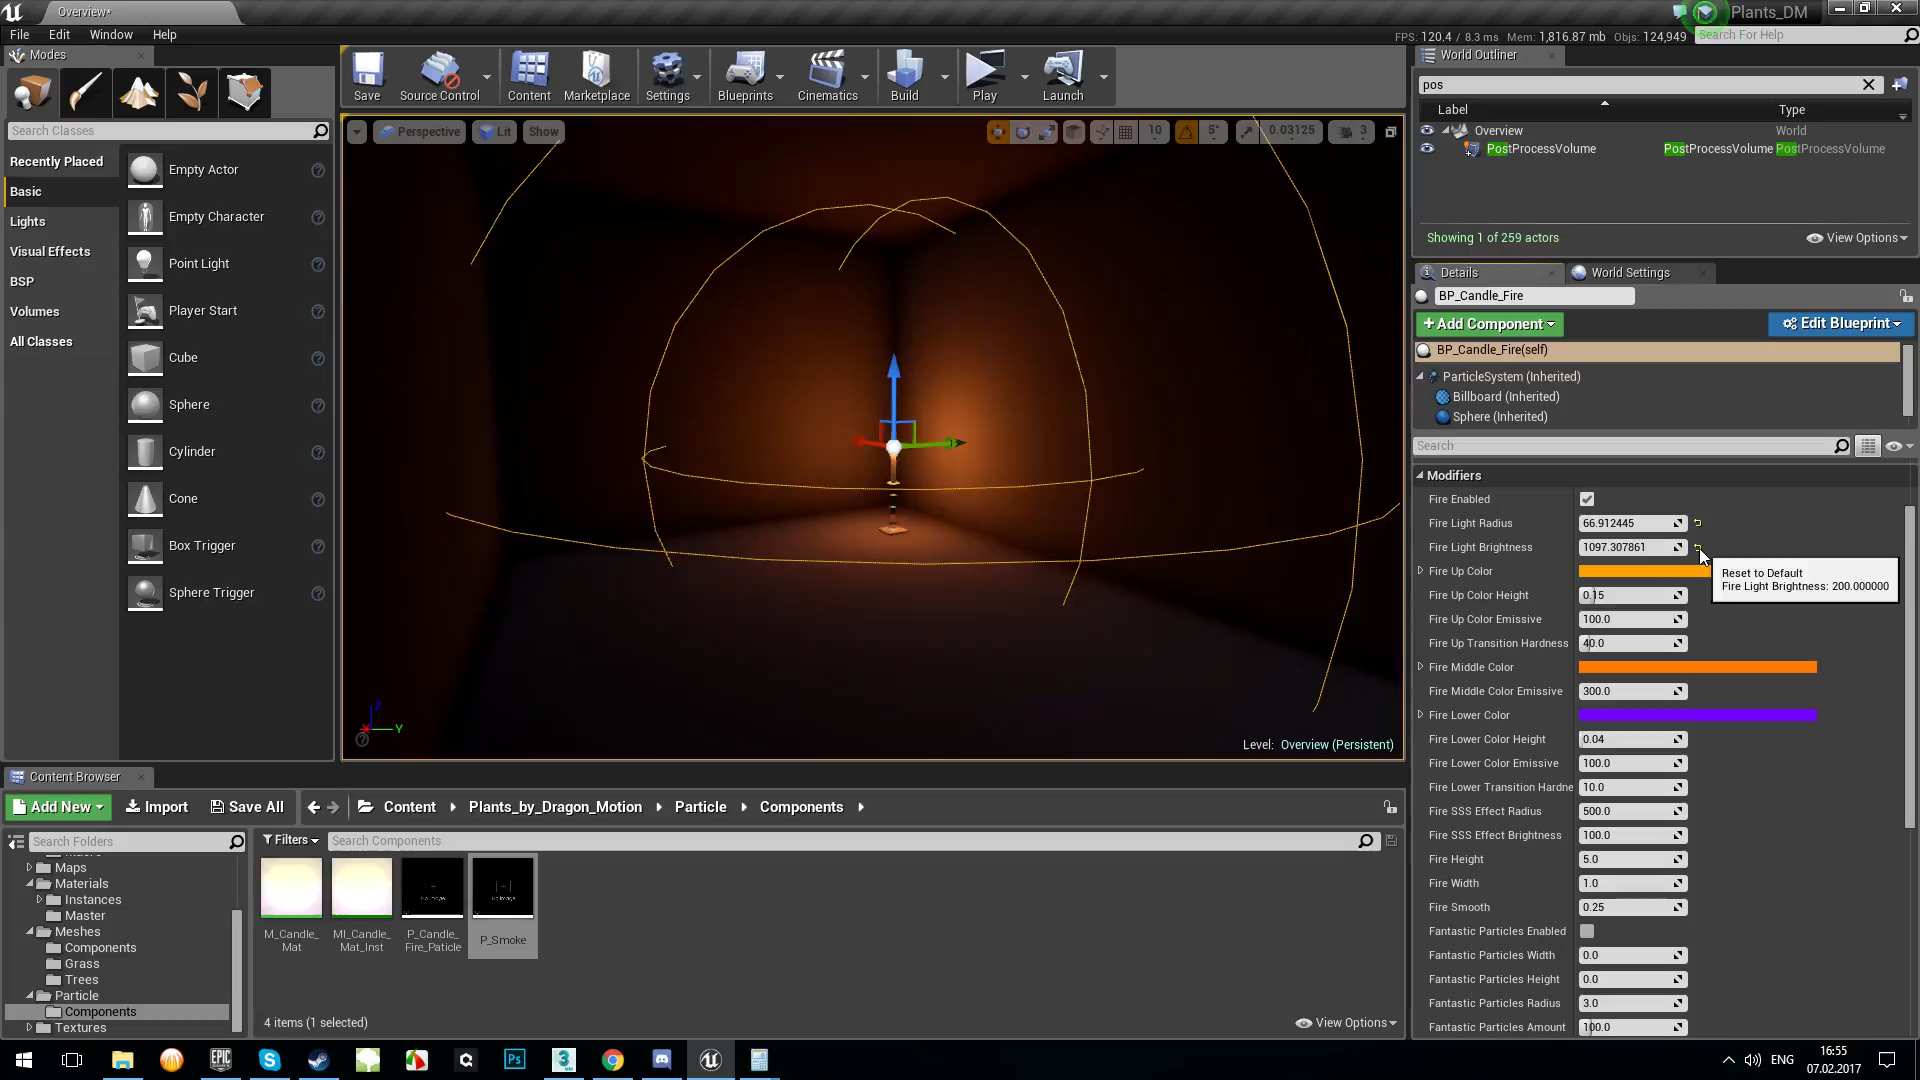 Overview*
Plants_DM
File Edit Window Help
FPS: 120.4 / 8.3 ms Mem: 1,816.87 mb Objs: 124,949
Search For Help
Modes
Search Classes
Recently Placed
Basic
Lights
Visual Effects
BSP
Volumes
All Classes
Empty Actor
Empty Character
Point Light
Player Start
Cube
Sphere
Cylinder
Cone
Box Trigger
Sphere Trigger
Save
Source Control
Content
Marketplace
Settings
Blueprints
Cinematics
Build
Play
Launch
Perspective Lit Show
10 5° 0.03125 3
X Y Z
Level: Overview (Persistent)
World Outliner
pos
Label Type
Overview World
PostProcessVolume PostProcessVolume PostProcessVolume
Showing 1 of 259 actors
View Options
Details World Settings
BP_Candle_Fire
+Add Component Edit Blueprint
BP_Candle_Fire(self)
ParticleSystem (Inherited)
Billboard (Inherited)
Sphere (Inherited)
Search
Modifiers
Fire Enabled
Fire Light Radius 66.912445
Fire Light Brightness 1097.307861
Reset to Default
Fire Light Brightness: 200.000000
Fire Up Color
Fire Up Color Height 0.15
Fire Up Color Emissive 100.0
Fire Up Transition Hardness 40.0
Fire Middle Color
Fire Middle Color Emissive 300.0
Fire Lower Color
Fire Lower Color Height 0.04
Fire Lower Color Emissive 100.0
Fire Lower Transition Hardne 10.0
Fire SSS Effect Radius 500.0
Fire SSS Effect Brightness 100.0
Fire Height 5.0
Fire Width 1.0
Fire Smooth 0.25
Fantastic Particles Enabled
Fantastic Particles Width 0.0
Fantastic Particles Height 0.0
Fantastic Particles Radius 3.0
Fantastic Particles Amount 100.0
Content Browser
Add New Import Save All
Content Plants_by_Dragon_Motion Particle Components
Search Folders
Filters
Search Components
Maps
Materials
Instances
Master
Meshes
Components
Grass
Trees
Particle
Components
Textures
M_Candle_
Mat
MI_Candle_
Mat_Inst
P_Candle_
Fire_Paticle
P_Smoke
4 items (1 selected)
View Options
EPIC
Ps
3
ENG
16:55
07.02.2017